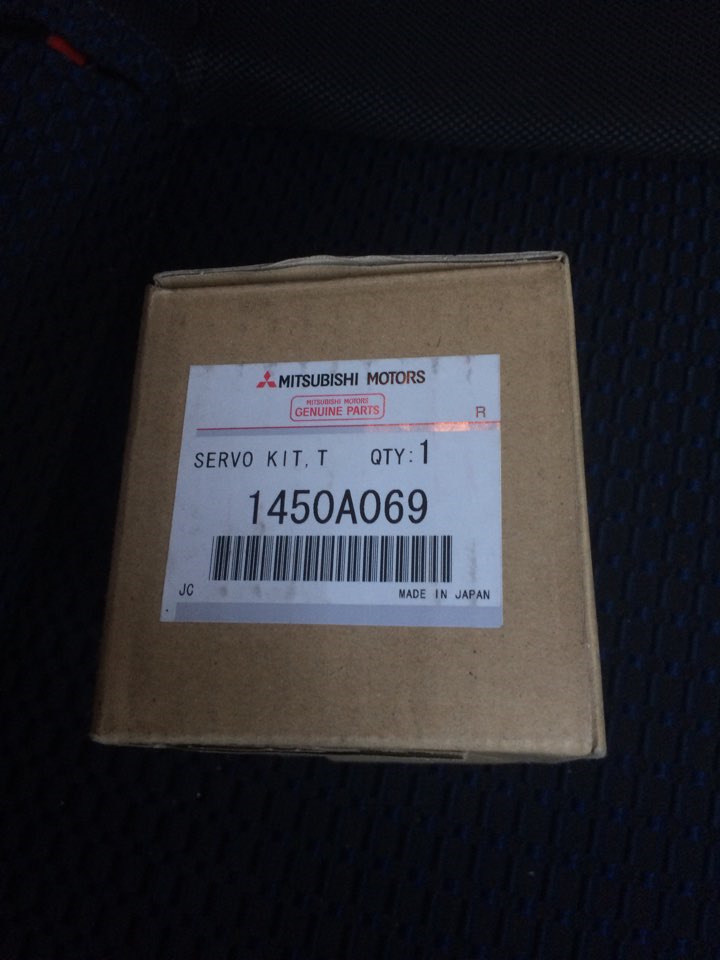 MITSUBISHI MOTORS
MITSUBISHI MOTORS
GENUINE PARTS
R
SERVO KIT, T QTY:1
1450A069
JC MADE IN JAPAN